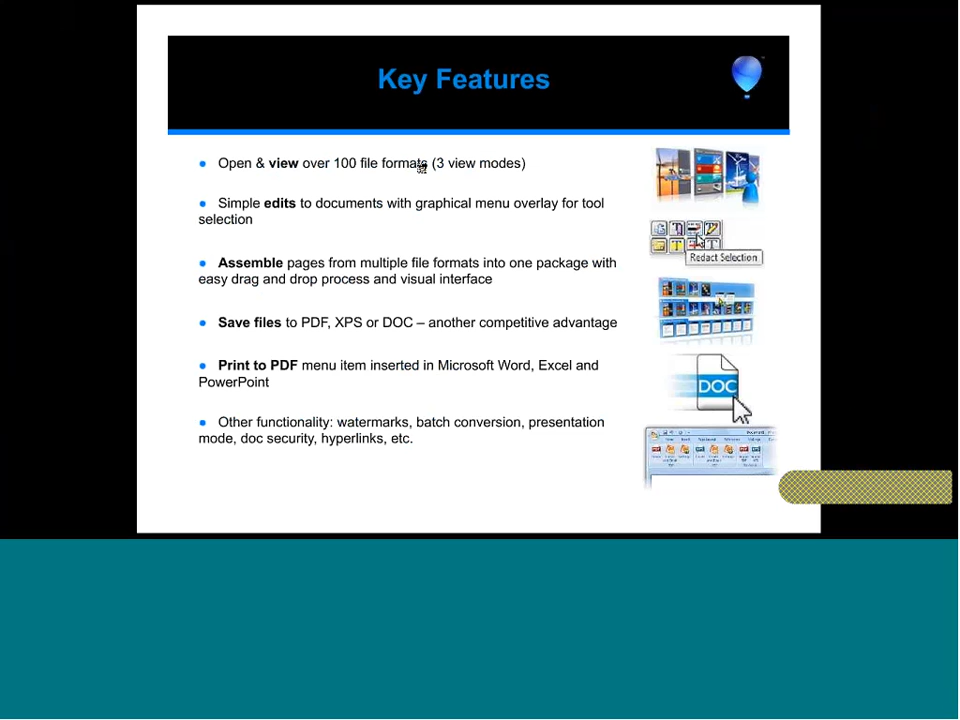 Key Features
● Open & view over 100 file formats (3 view modes)
● Simple edits to documents with graphical menu overlay for tool
selection
Redact Selection
● Assemble pages from multiple file formats into one package with
easy drag and drop process and visual interface
● Save files to PDF, XPS or DOC – another competitive advantage
● Print to PDF menu item inserted in Microsoft Word, Excel and
PowerPoint
DOC
● Other functionality: watermarks, batch conversion, presentation
mode, doc security, hyperlinks, etc.